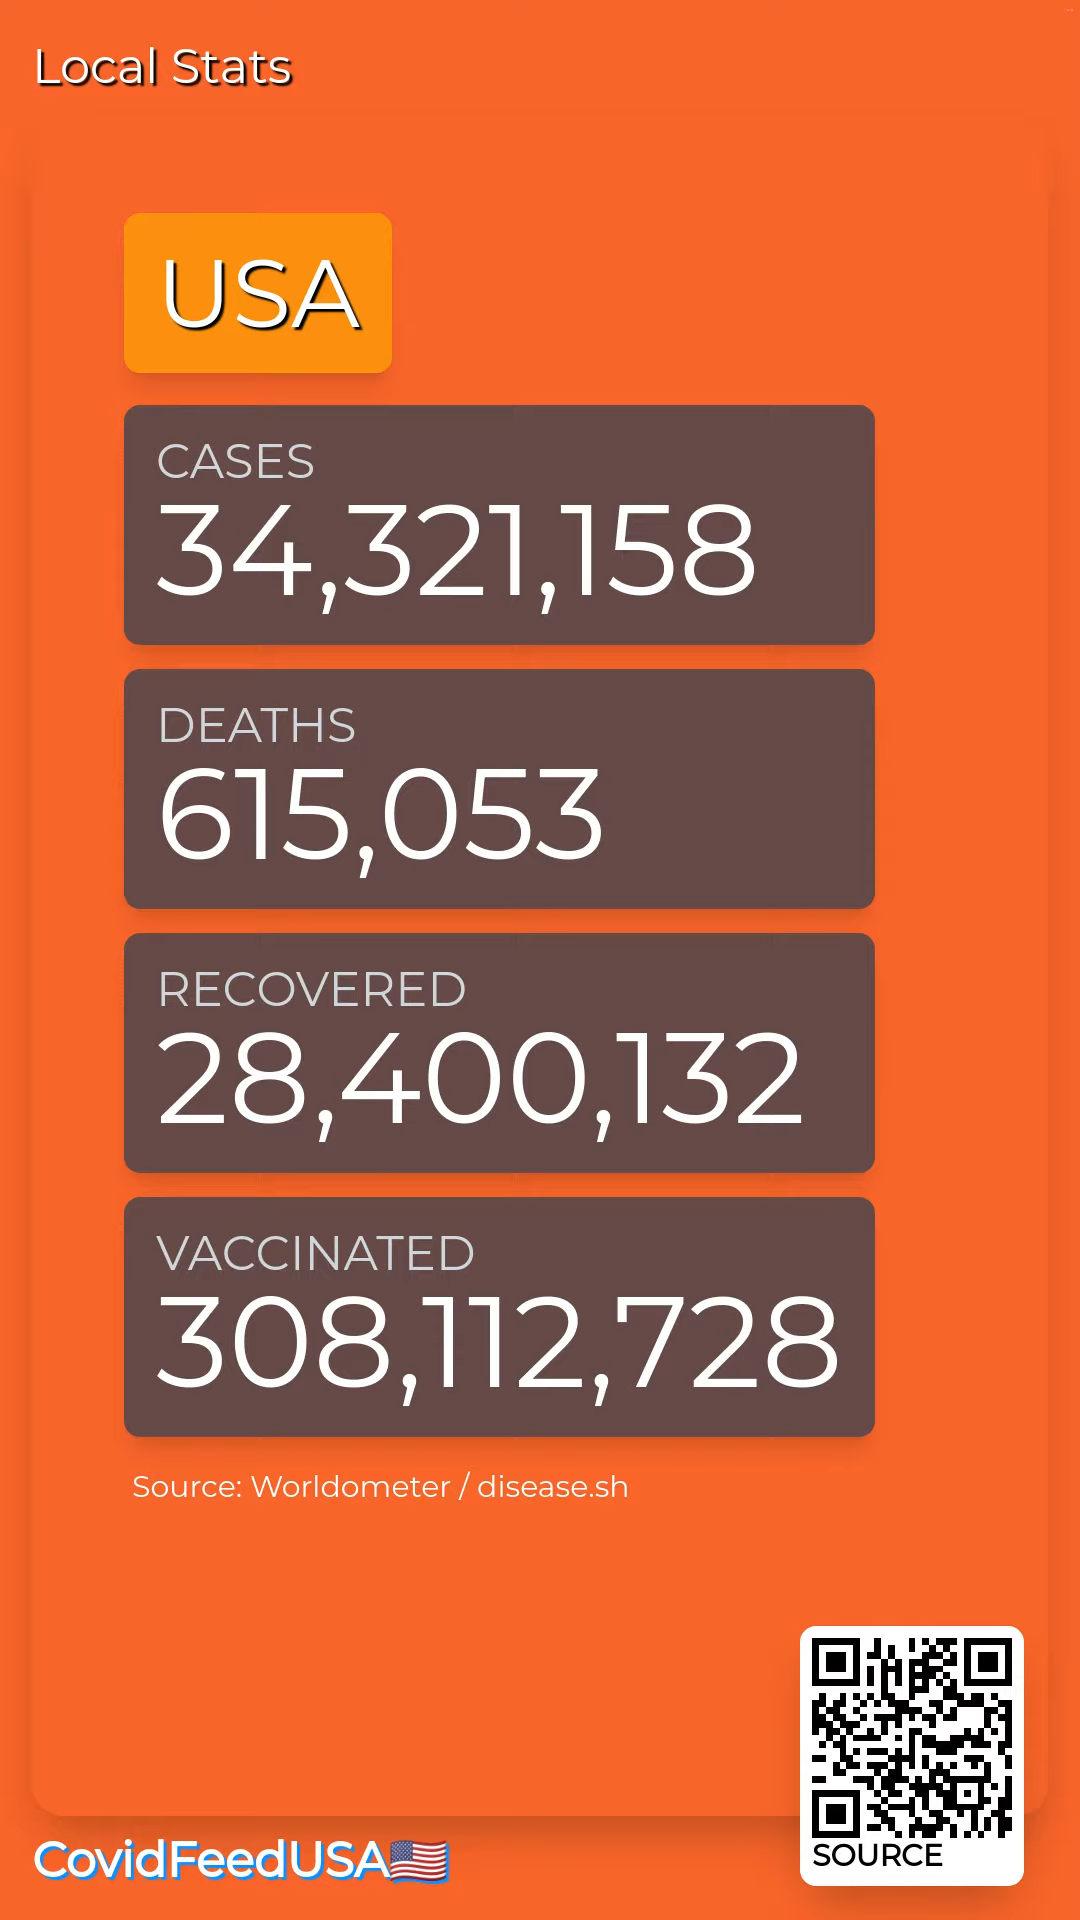 Local Stats
USA
CASES
34,321,158
DEATHS
615,053
RECOVERED
28,400,132
VACCINATED
308,112,728
Source: Worldometer / disease.sh
CovidFeedUSA🇺🇸
SOURCE